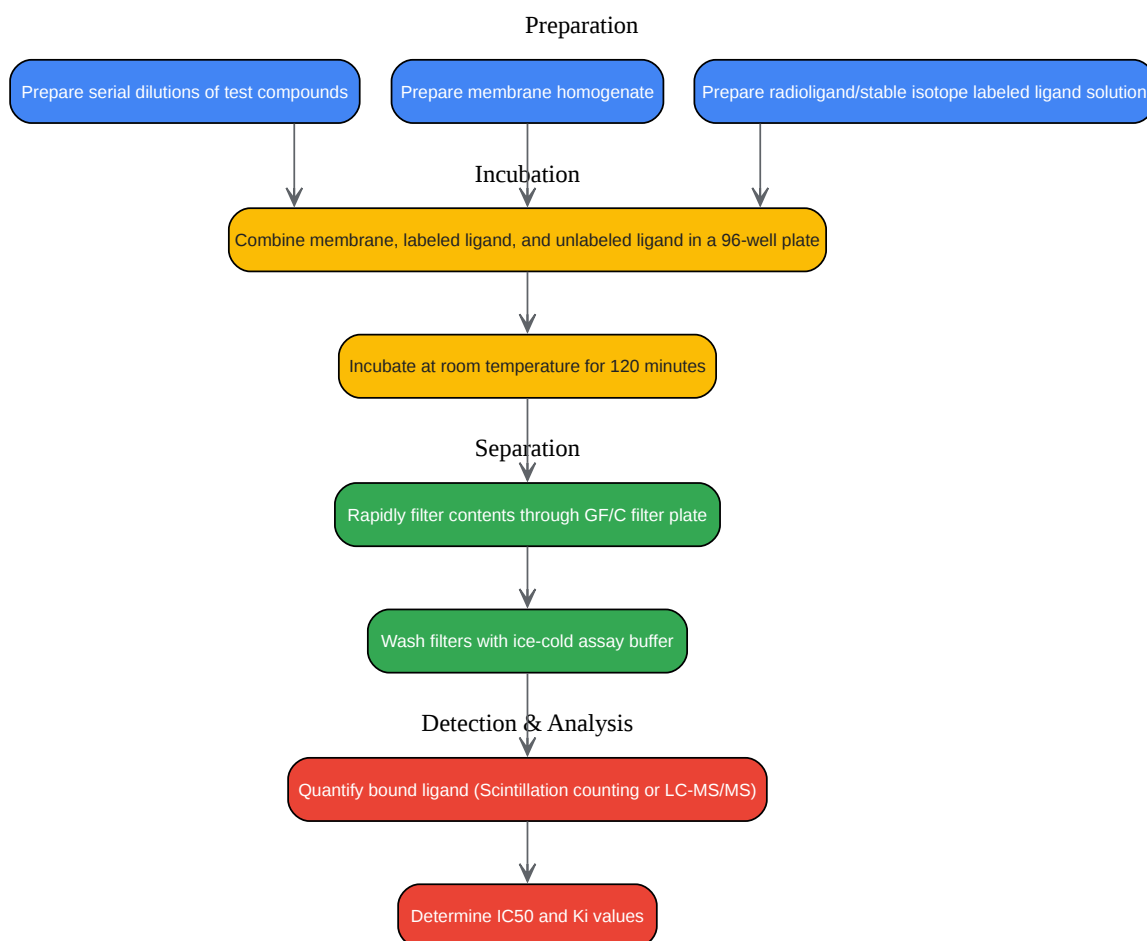 Preparation
Prepare serial dilutions of test compounds
Prepare membrane homogenate
Prepare radioligand/stable isotope labeled ligand solution
Incubation
Combine membrane, labeled ligand, and unlabeled ligand in a 96-well plate
Incubate at room temperature for 120 minutes
Separation
Rapidly filter contents through GF/C filter plate
Wash filters with ice-cold assay buffer
Detection & Analysis
Quantify bound ligand (Scintillation counting or LC-MS/MS)
Determine IC50 and Ki values